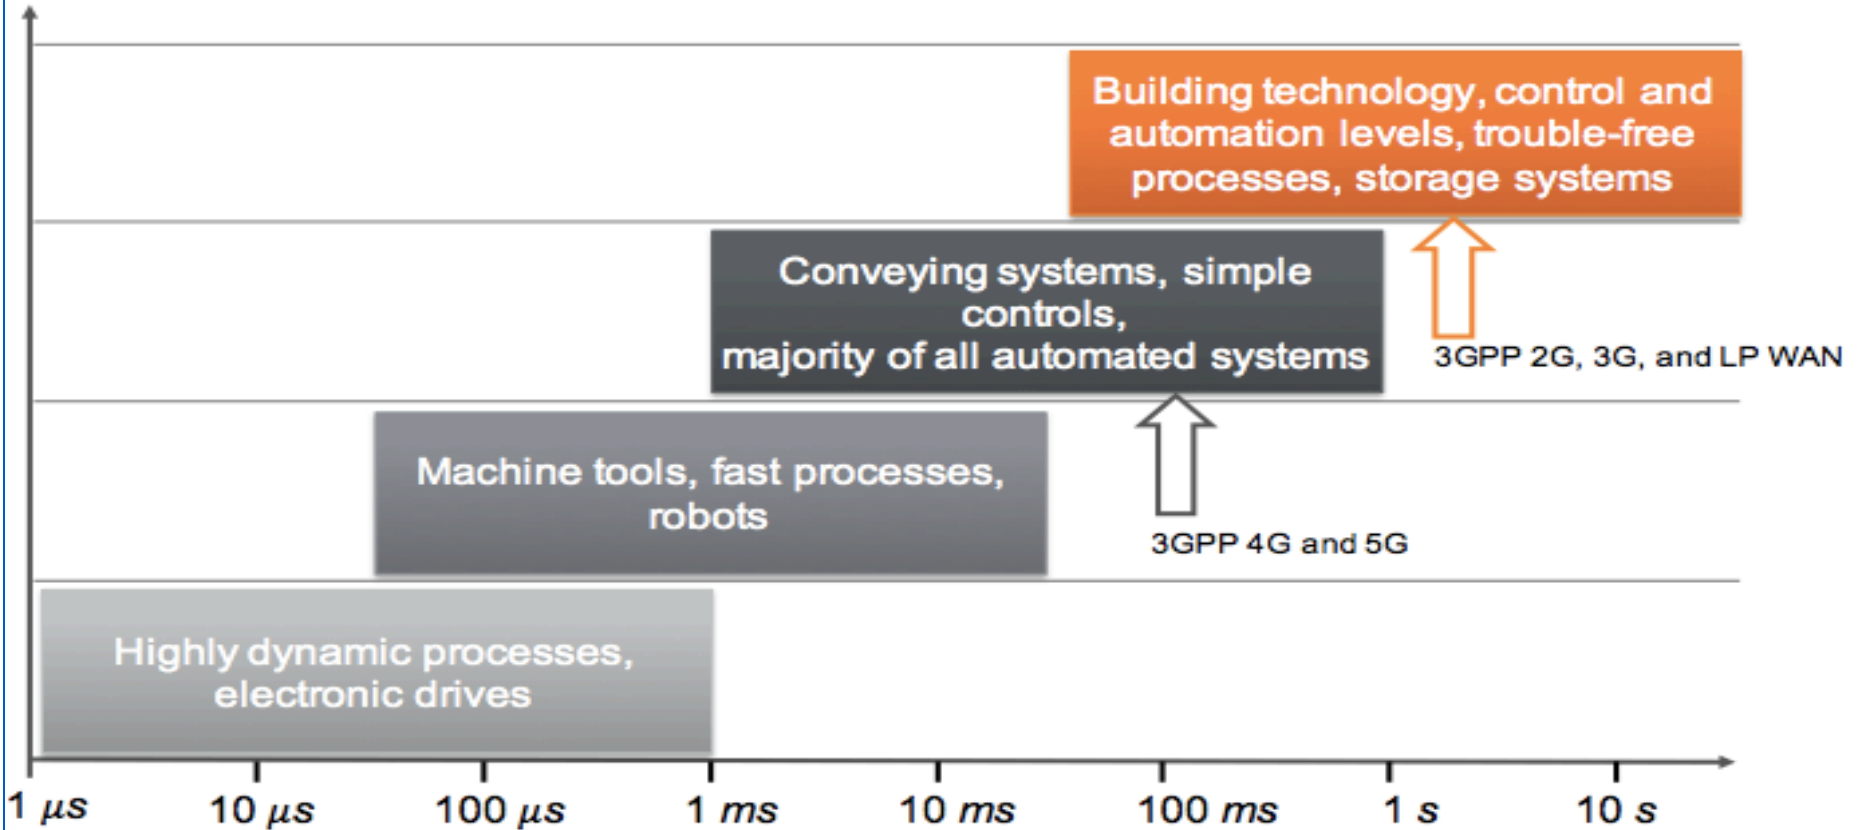 Building technology, control and
automation levels, trouble-free
processes, storage systems
Conveying systems, simple
controls,
majority of all automated systems
3GPP 2G, 3G, and LP WAN
Machine tools, fast processes,
robots
3GPP 4G and 5G
Highly dynamic processes,
electronic drives
1 μs 10 μs 100 μs 1 ms 10 ms 100 ms 1 s 10 s